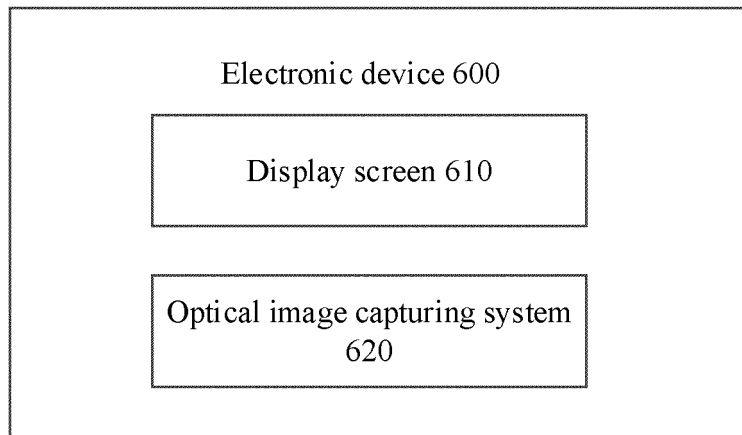 Electronic device 600
Display screen 610
Optical image capturing system
620